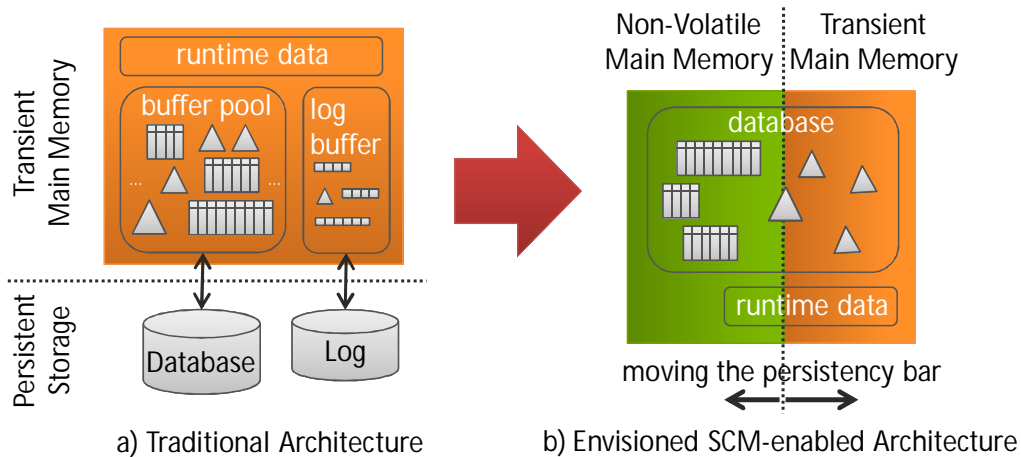 Transient
Main Memory
Persistent
Storage
runtime data
buffer pool
log
buffer
...
...
Database
Log
a) Traditional Architecture
Non-Volatile
Main Memory
Transient
Main Memory
database
runtime data
moving the persistency bar
b) Envisioned SCM-enabled Architecture